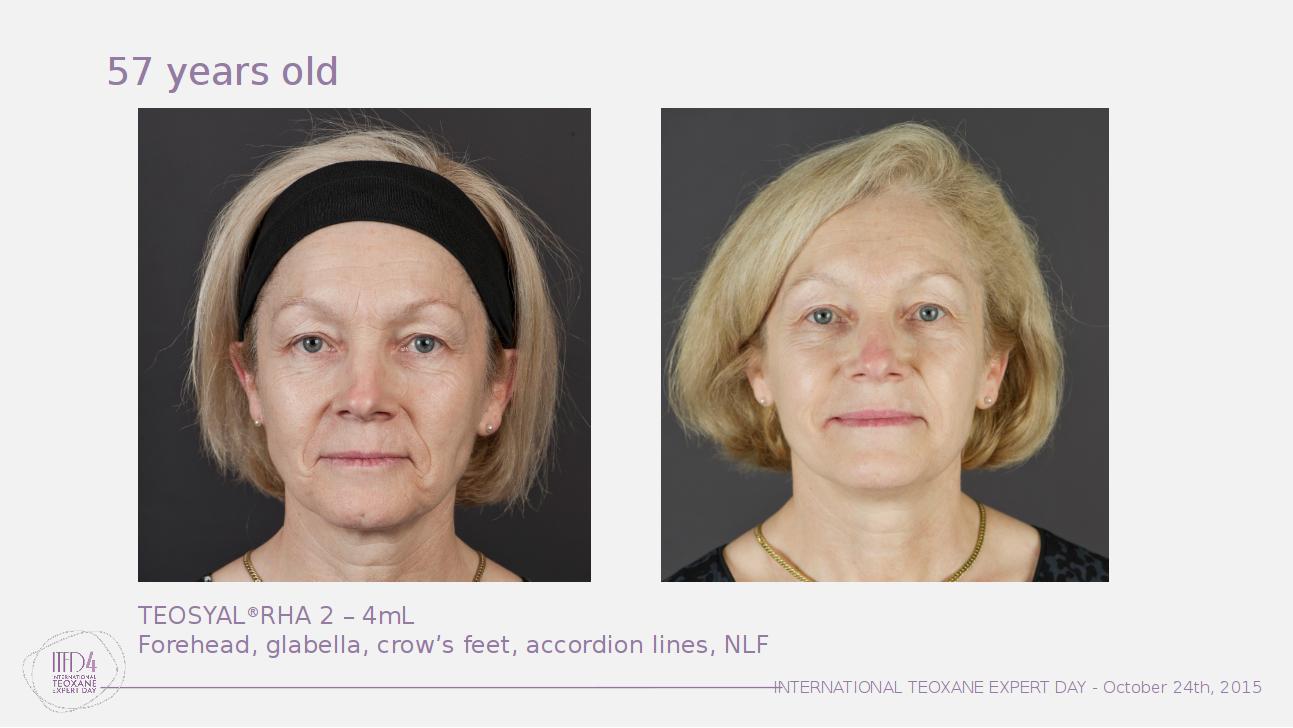 57 years old
TEOSYAL®RHA 2 – 4mL
Forehead, glabella, crow’s feet, accordion lines, NLF
ITED4
INTERNATIONAL
TEOXANE
EXPERT DAY
INTERNATIONAL TEOXANE EXPERT DAY - October 24th, 2015